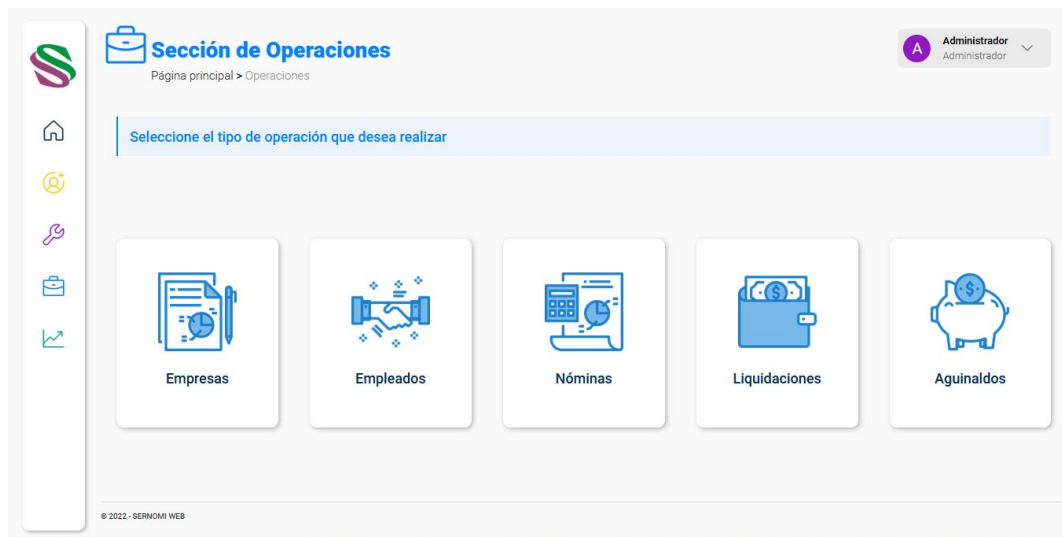 Sección de Operaciones
Página principal > Operaciones
A
Administrador
Administrador
Seleccione el tipo de operación que desea realizar
Empresas
Empleados
Nóminas
Liquidaciones
Aguinaldos
© 2022 - SERNOMI WEB